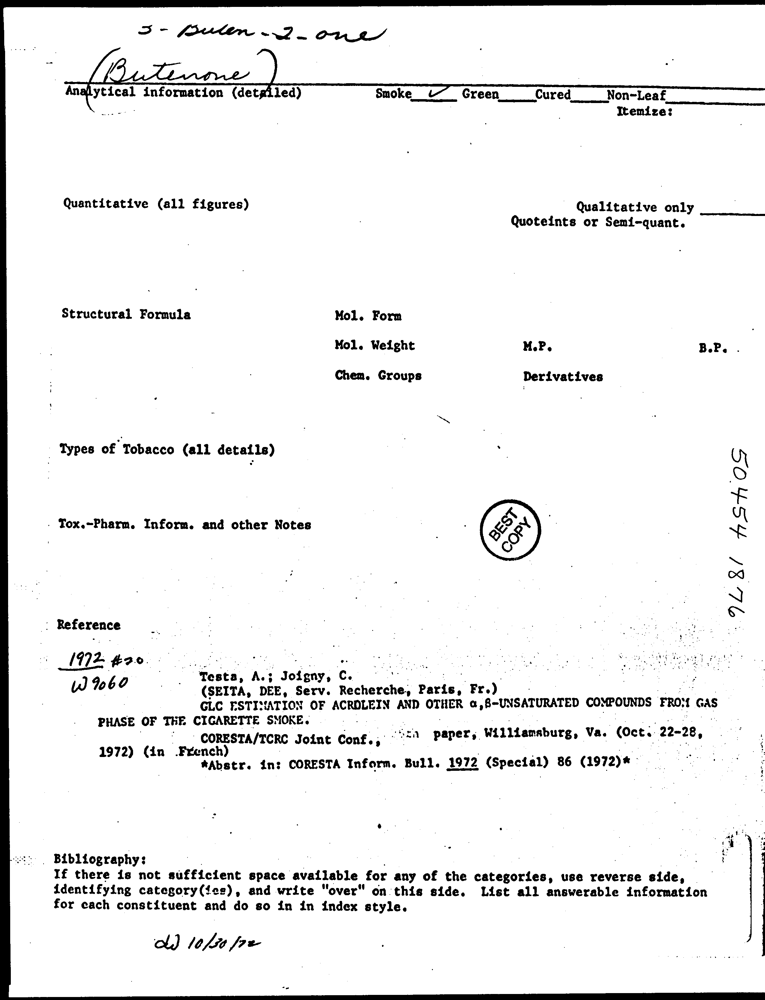 3-Buten-2-one
(Butenone)
Analytical information (detailed) Smoke ✓ Green Cured Non-Leaf
Itemize:
Quantitative (all figures) Qualitative only
Quoteints or Semi-quant.
Structural Formula Mol. Form
Mol. Weight M.P. B.P.
Chem. Groups Derivatives
Types of Tobacco (all details)
Tox.-Pharm. Inform. and other Notes
BEST
COPY
50454 1876
Reference
1972 #20
W9060
Testa, A.; Joigny, C.
(SEITA, DEE, Serv. Recherche, Paris, Fr.)
GLC ESTIMATION OF ACROLEIN AND OTHER α,β-UNSATURATED COMPOUNDS FROM GAS
PHASE OF THE CIGARETTE SMOKE.
CORESTA/TCRC Joint Conf., paper, Williamsburg, Va. (Oct. 22-28,
1972) (in French)
*Abstr. in: CORESTA Inform. Bull. 1972 (Special) 86 (1972)*
Bibliography:
If there is not sufficient space available for any of the categories, use reverse side,
identifying category(ies), and write "over" on this side. List all answerable information
for each constituent and do so in in index style.
10/30/72